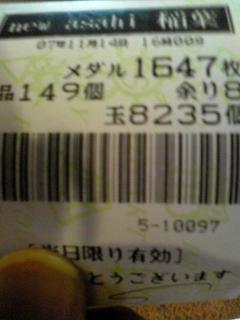 new asahi 稲葉
07年11月14日 16時00分
メダル1647枚
品149個 余り8
玉8235個
5-10097
[当日限り有効]
とうございます